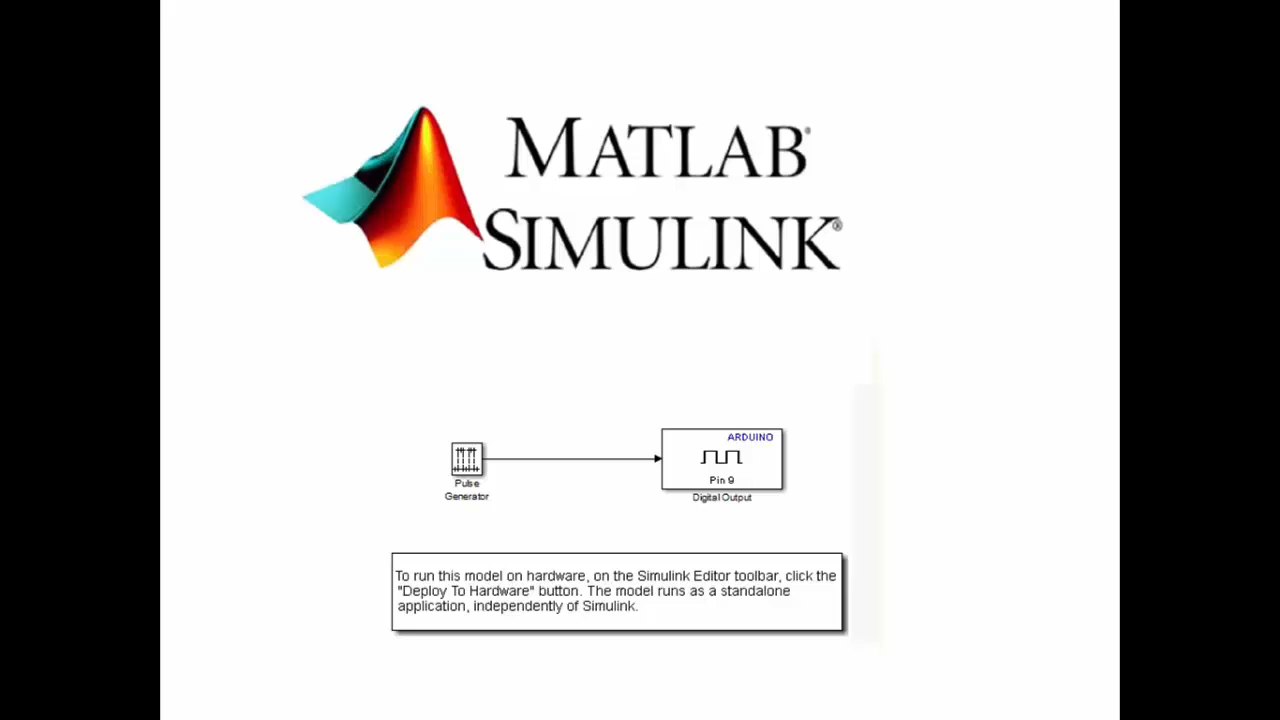 MATLAB®
SIMULINK®
ARDUINO
Pin 9
Pulse
Generator
Digital Output
To run this model on hardware, on the Simulink Editor toolbar, click the
"Deploy To Hardware" button. The model runs as a standalone
application, independently of Simulink.